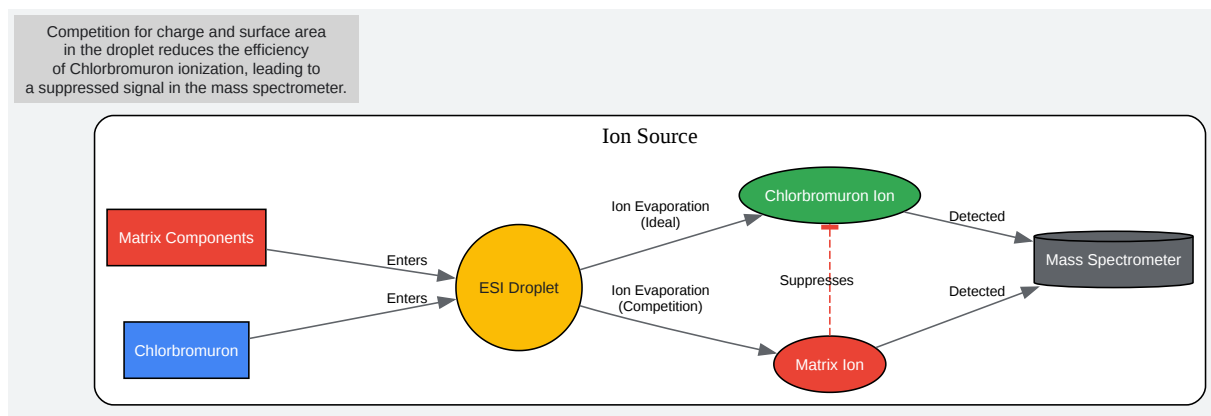 Competition for charge and surface area
in the droplet reduces the efficiency
of Chlorbromuron ionization, leading to
a suppressed signal in the mass spectrometer.
Ion Source
Matrix Components
Chlorbromuron
Enters
Enters
ESI Droplet
Ion Evaporation
(Ideal)
Ion Evaporation
(Competition)
Chlorbromuron Ion
Suppresses
Matrix Ion
Detected
Detected
Mass Spectrometer